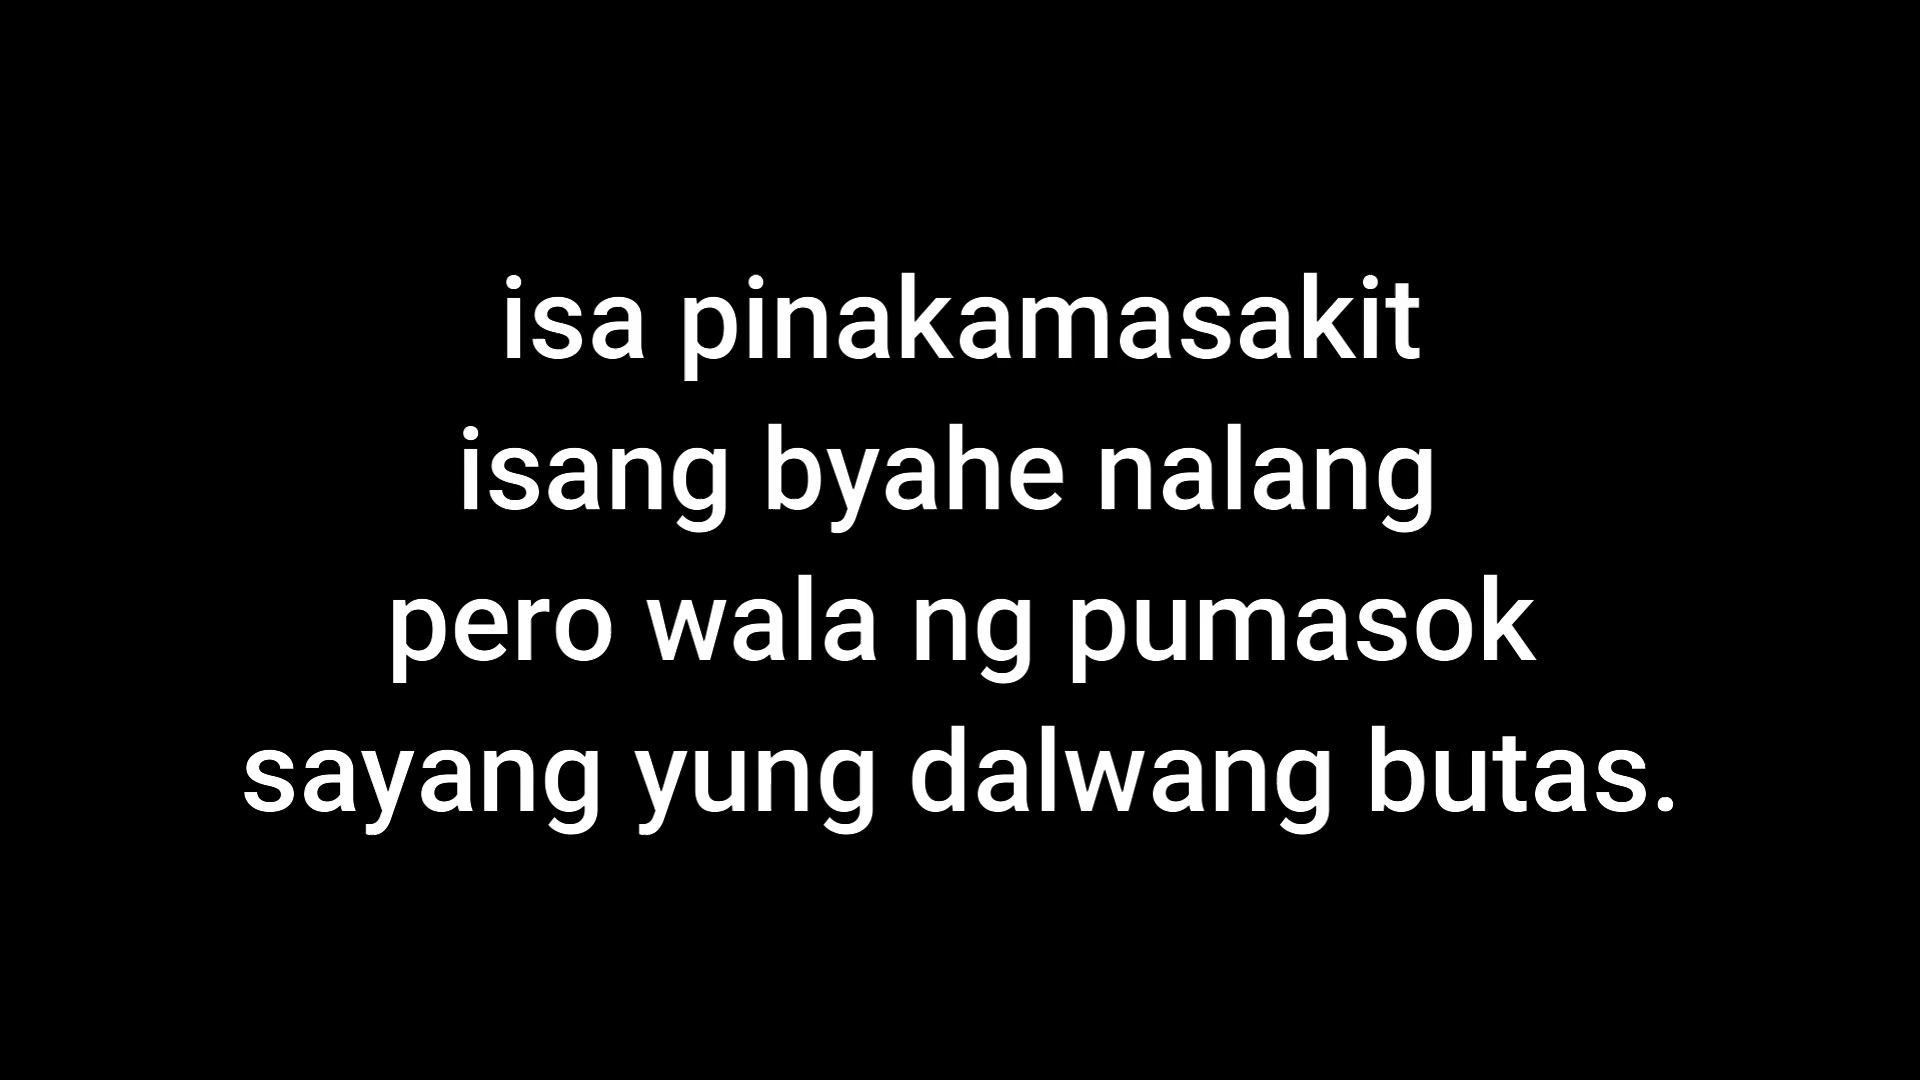 isa pinakamasakit
isang byahe nalang
pero wala ng pumasok
sayang yung dalwang butas.